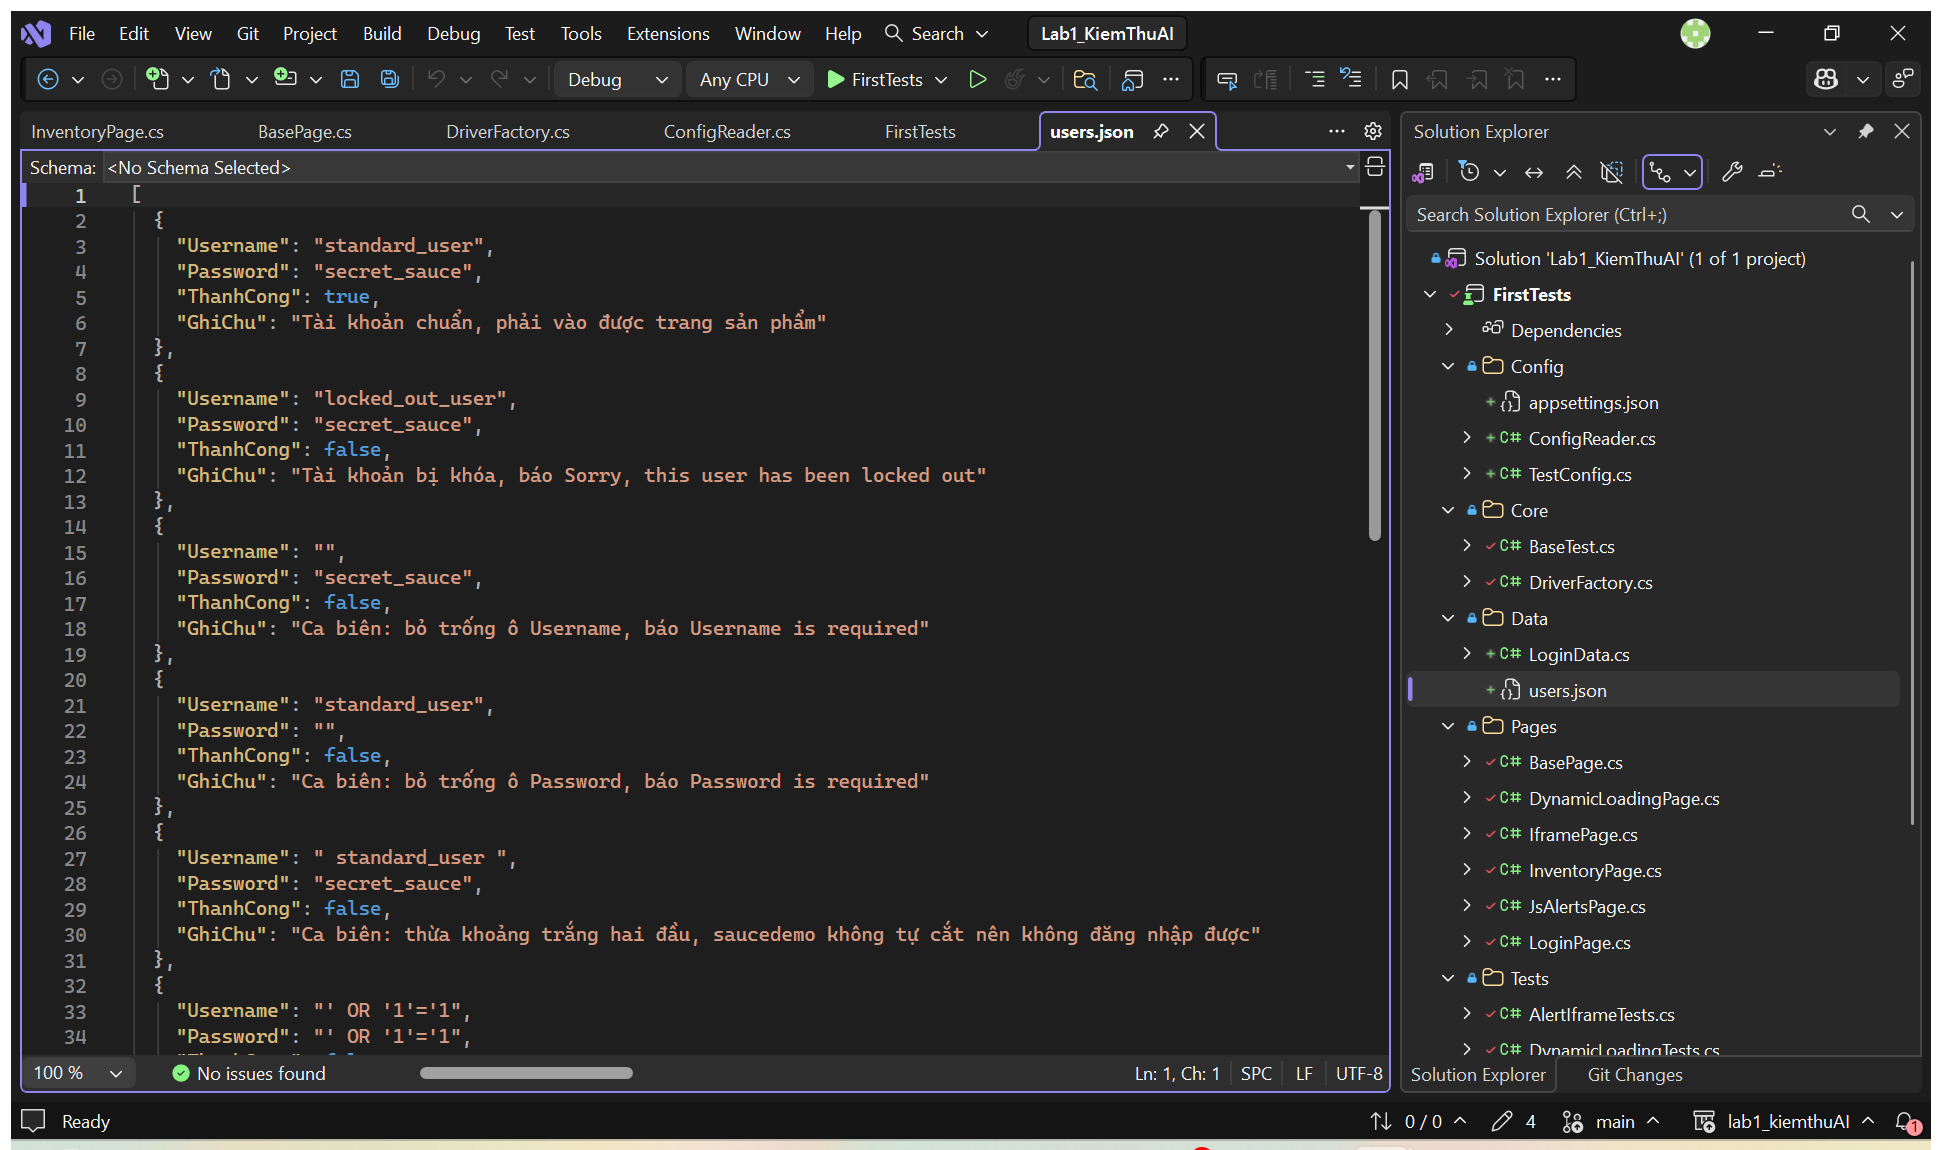 File Edit View Git Project Build Debug Test Tools Extensions Window Help Search Lab1_KiemThuAI
Debug Any CPU FirstTests
InventoryPage.cs BasePage.cs DriverFactory.cs ConfigReader.cs FirstTests users.json
Schema: <No Schema Selected>
1 [
2 {
3 "Username": "standard_user",
4 "Password": "secret_sauce",
5 "ThanhCong": true,
6 "GhiChu": "Tài khoản chuẩn, phải vào được trang sản phẩm"
7 },
8 {
9 "Username": "locked_out_user",
10 "Password": "secret_sauce",
11 "ThanhCong": false,
12 "GhiChu": "Tài khoản bị khóa, báo Sorry, this user has been locked out"
13 },
14 {
15 "Username": "",
16 "Password": "secret_sauce",
17 "ThanhCong": false,
18 "GhiChu": "Ca biên: bỏ trống ô Username, báo Username is required"
19 },
20 {
21 "Username": "standard_user",
22 "Password": "",
23 "ThanhCong": false,
24 "GhiChu": "Ca biên: bỏ trống ô Password, báo Password is required"
25 },
26 {
27 "Username": " standard_user ",
28 "Password": "secret_sauce",
29 "ThanhCong": false,
30 "GhiChu": "Ca biên: thừa khoảng trắng hai đầu, saucedemo không tự cắt nên không đăng nhập được"
31 },
32 {
33 "Username": "' OR '1'='1",
34 "Password": "' OR '1'='1",
100 % No issues found Ln: 1, Ch: 1 SPC LF UTF-8
Solution Explorer
Search Solution Explorer (Ctrl+;)
Solution 'Lab1_KiemThuAI' (1 of 1 project)
FirstTests
Dependencies
Config
appsettings.json
C# ConfigReader.cs
C# TestConfig.cs
Core
C# BaseTest.cs
C# DriverFactory.cs
Data
C# LoginData.cs
users.json
Pages
C# BasePage.cs
C# DynamicLoadingPage.cs
C# IframePage.cs
C# InventoryPage.cs
C# JsAlertsPage.cs
C# LoginPage.cs
Tests
C# AlertIframeTests.cs
C# DynamicLoadingTests.cs
Solution Explorer Git Changes
Ready 0 / 0 4 main lab1_kiemthuAI 1